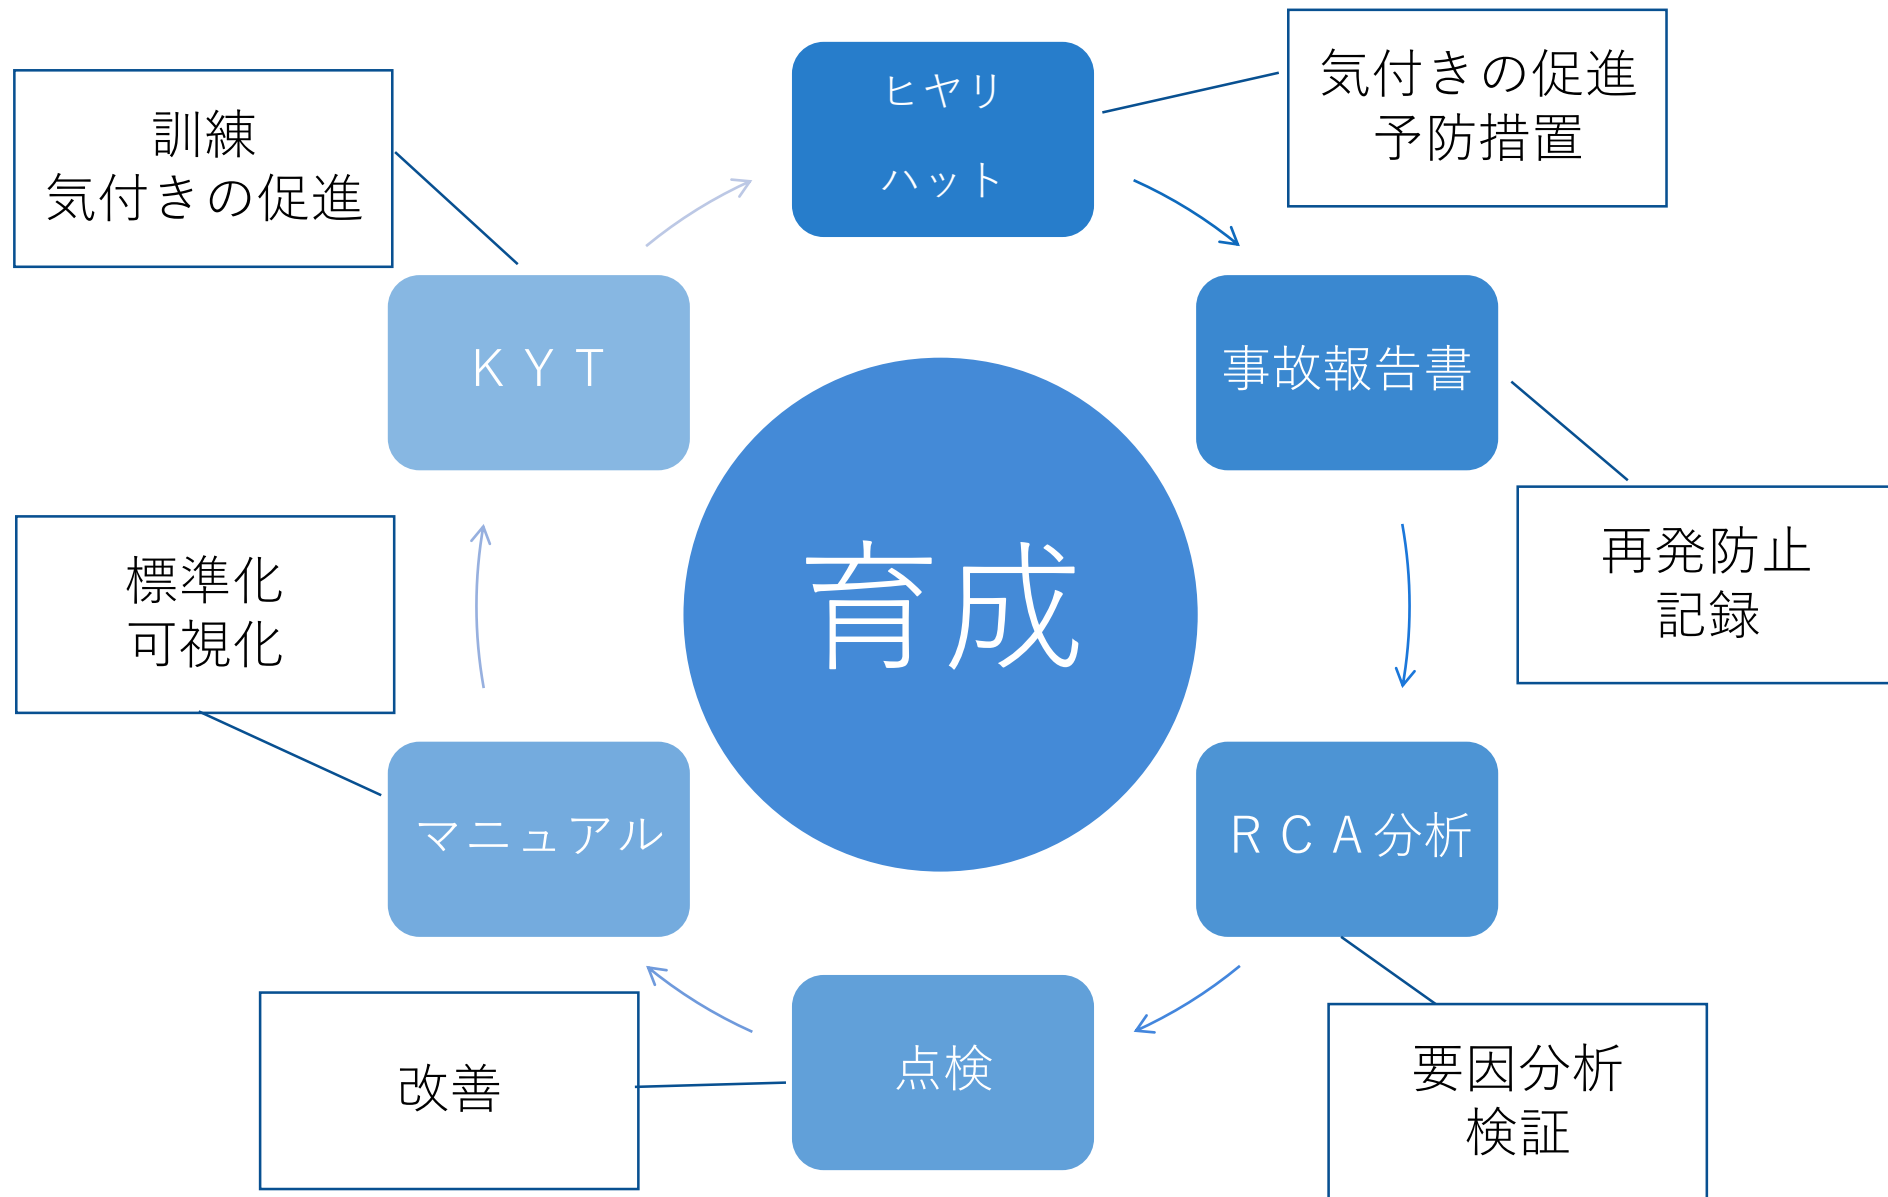 ヒヤリ
ハット
気付きの促進
予防措置
訓練
気付きの促進
ＫＹＴ
事故報告書
育成
再発防止
記録
標準化
可視化
マニュアル
ＲＣＡ分析
改善
点検
要因分析
検証